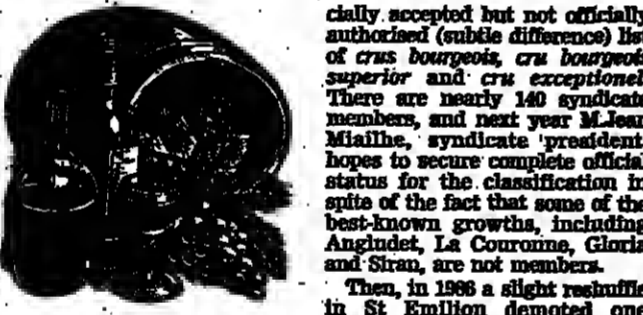 cially accepted but not officially
authorised (subtle difference) list
of crus bourgeois, cru bourgeois
superior and cru exceptionel.
There are nearly 140 syndicate
members, and next year M.Jean
Miailhe, syndicate president,
hopes to secure complete official
status for the classification in
spite of the fact that some of the
best-known growths, including
Angludet, La Couronne, Gloria
and Siran, are not members.
Then, in 1986 a slight reshuffle
in St Emilion demoted one